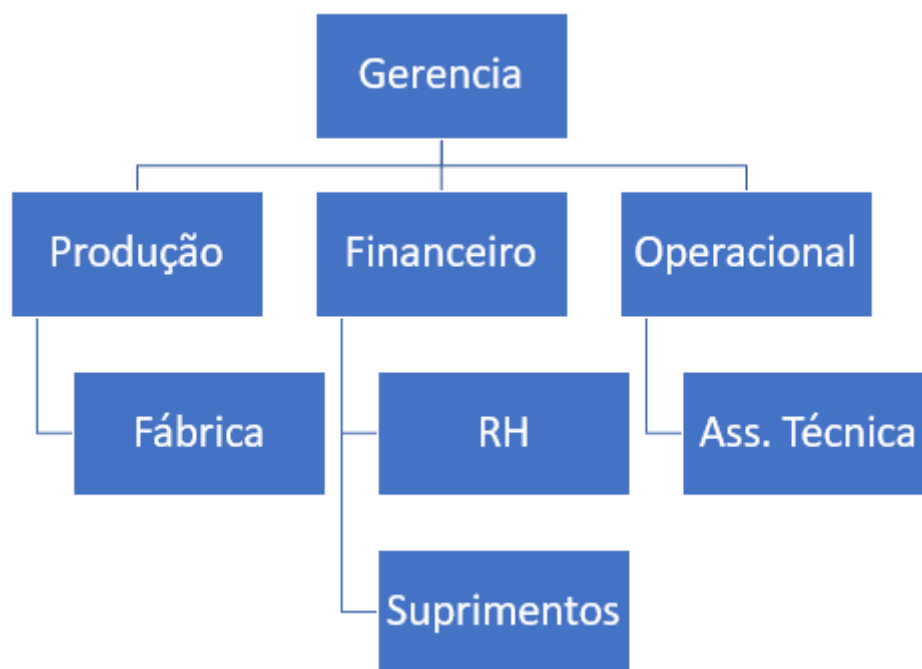 Gerencia
Produção
Financeiro
Operacional
Fábrica
RH
Ass. Técnica
Suprimentos